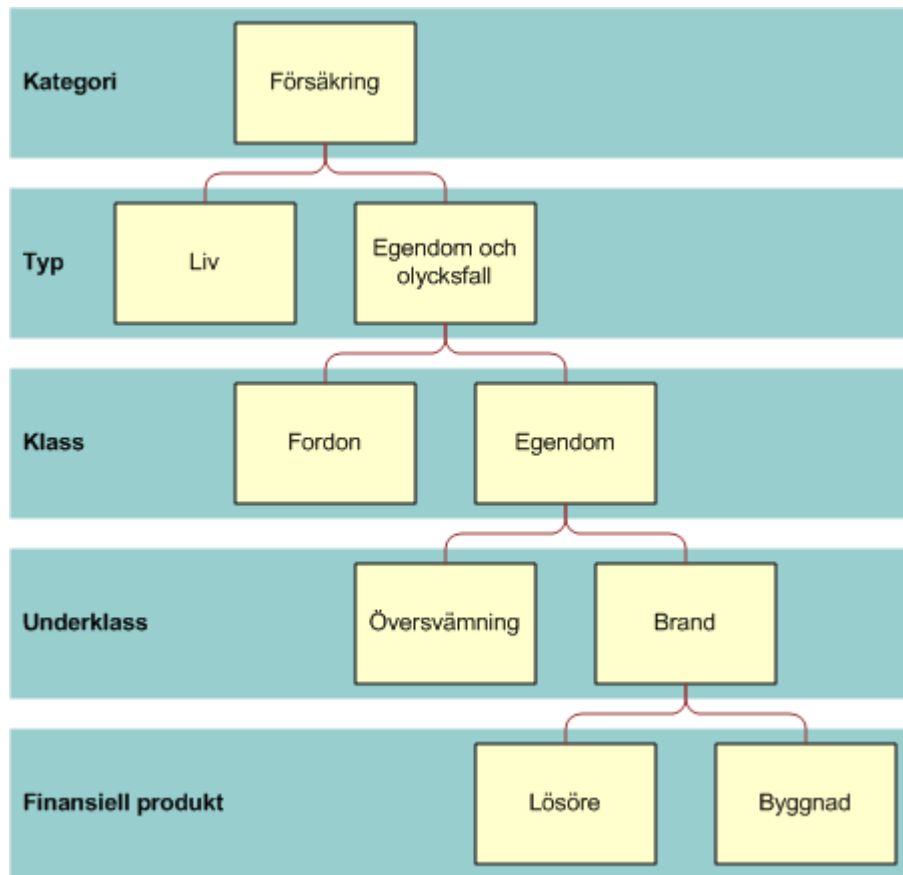 Kategori
Försäkring
Typ
Liv
Egendom och
olycksfall
Klass
Fordon
Egendom
Underklass
Översvämning
Brand
Finansiell produkt
Lösöre
Byggnad